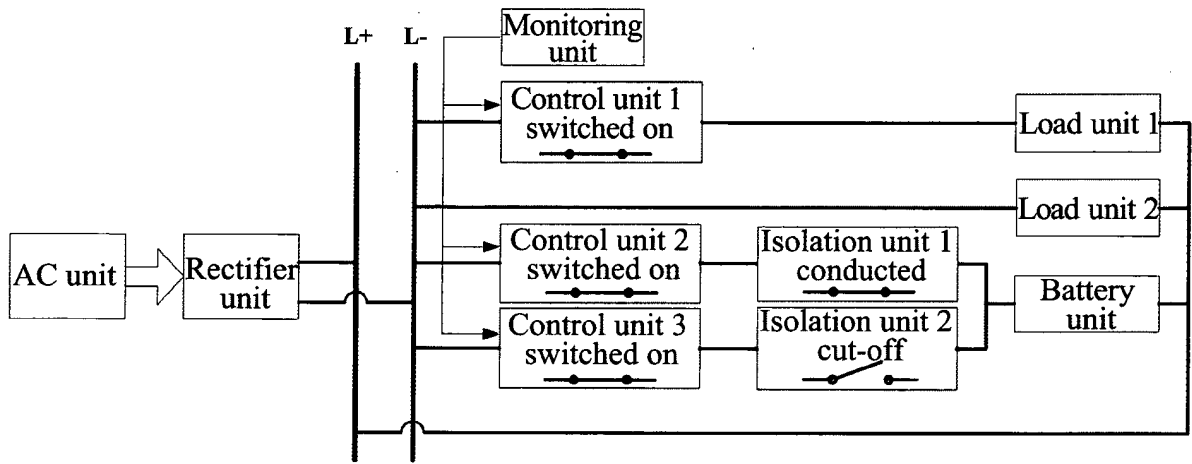 L+
L-
Monitoring
unit
Control unit 1
switched on
Load unit 1
Load unit 2
AC unit
Rectifier
unit
Control unit 2
switched on
Isolation unit 1
conducted
Battery
unit
Control unit 3
switched on
Isolation unit 2
cut-off